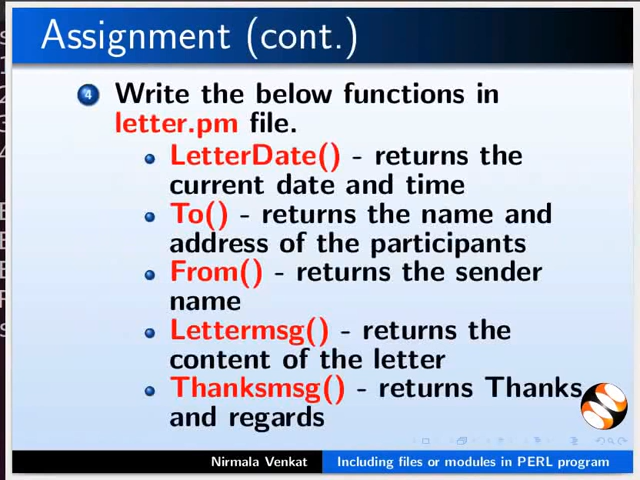 Assignment (cont.)
4 Write the below functions in
letter.pm file.
LetterDate() - returns the
current date and time
To() - returns the name and
address of the participants
From() - returns the sender
name
Lettermsg() - returns the
content of the letter
Thanksmsg() - returns Thanks
and regards
Nirmala Venkat Including files or modules in PERL program